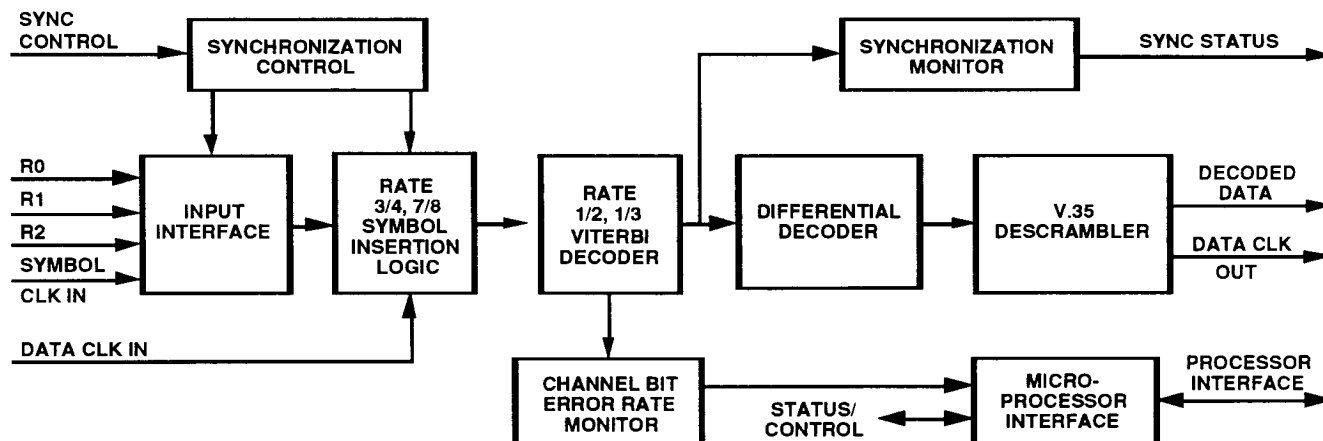 SYNC
CONTROL
SYNCHRONIZATION
CONTROL
SYNCHRONIZATION
MONITOR
SYNC STATUS
R0
R1
R2
SYMBOL
CLK IN
DATA CLK IN
INPUT
INTERFACE
RATE
3/4, 7/8
SYMBOL
INSERTION
LOGIC
RATE
1/2, 1/3
VITERBI
DECODER
DIFFERENTIAL
DECODER
V.35
DESCRAMBLER
DECODED
DATA
DATA CLK
OUT
CHANNEL BIT
ERROR RATE
MONITOR
STATUS/
CONTROL
MICRO-
PROCESSOR
INTERFACE
PROCESSOR
INTERFACE